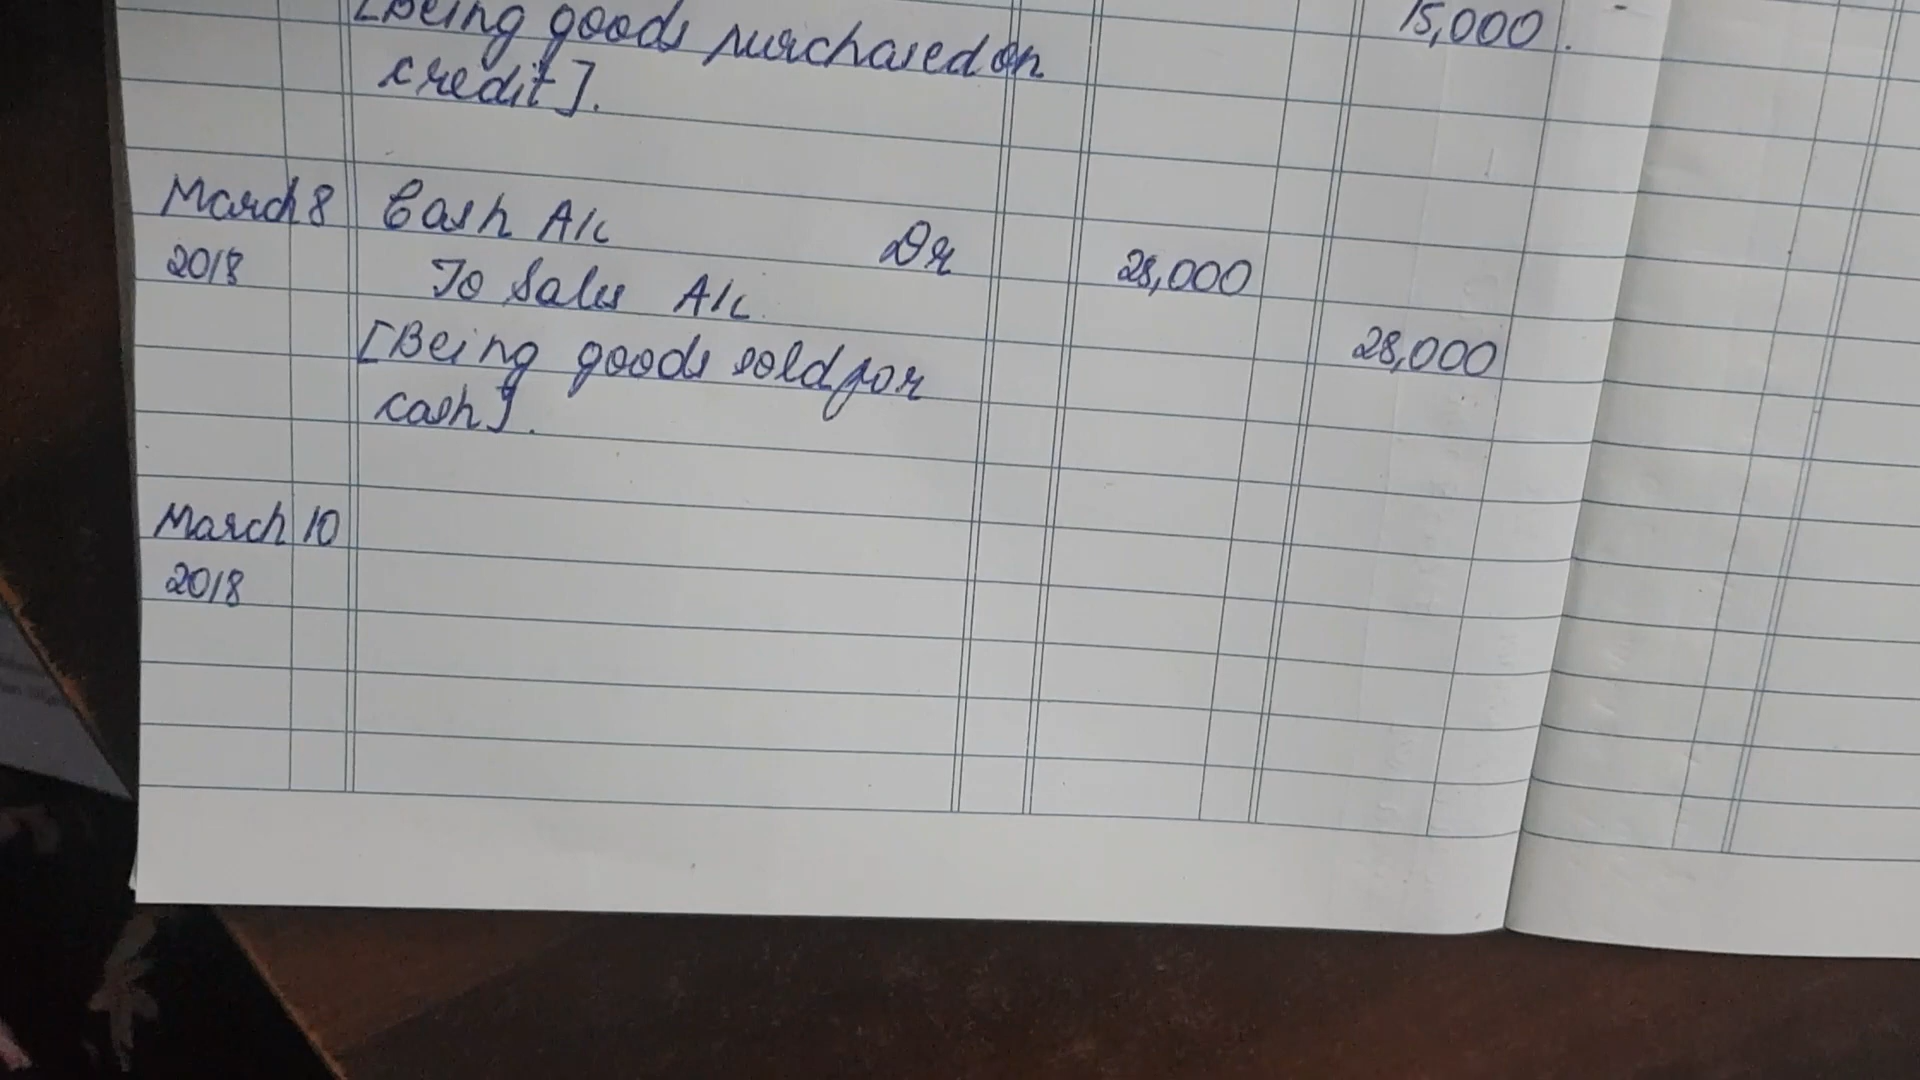 [Being goods purchased on 15,000
credit].
March 8 Cash A/c Dr 28,000
2018 To Sales A/c 28,000
[Being goods sold for
cash].
March 10
2018